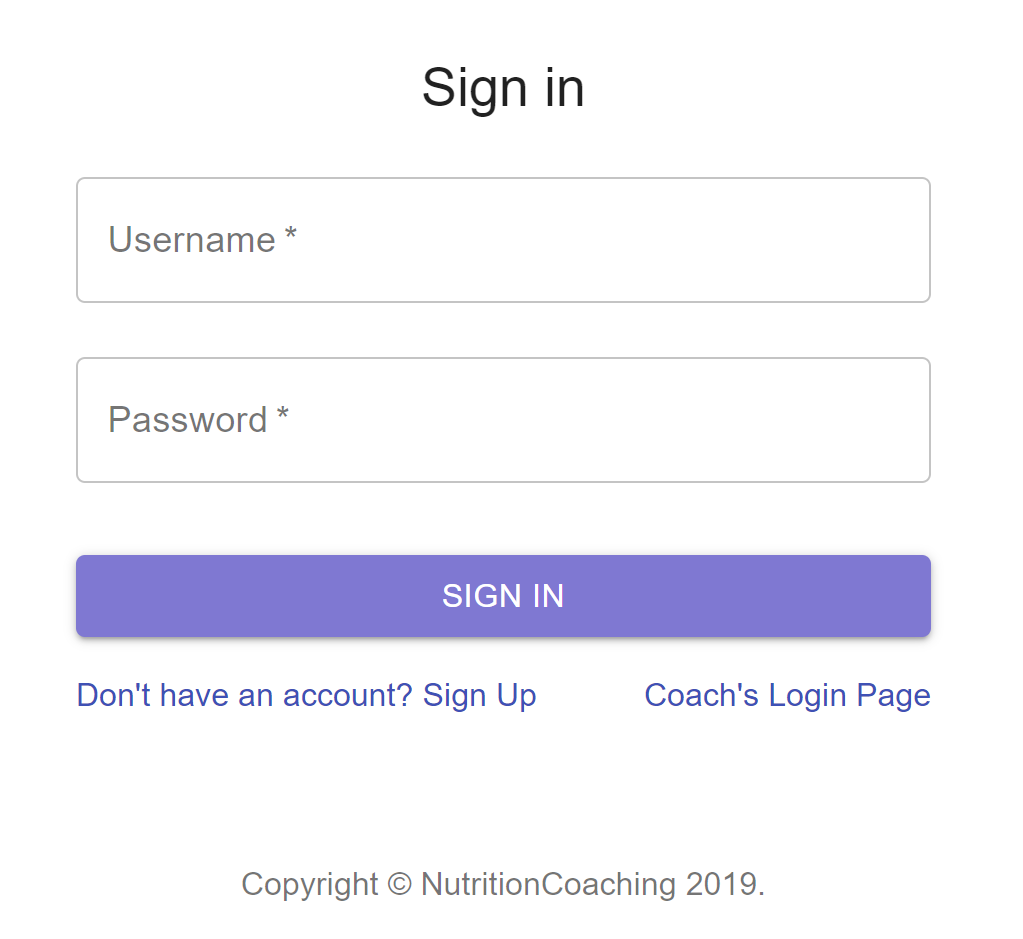 Sign in
Username *
Password *
SIGN IN
Don't have an account? Sign Up Coach's Login Page
Copyright © NutritionCoaching 2019.